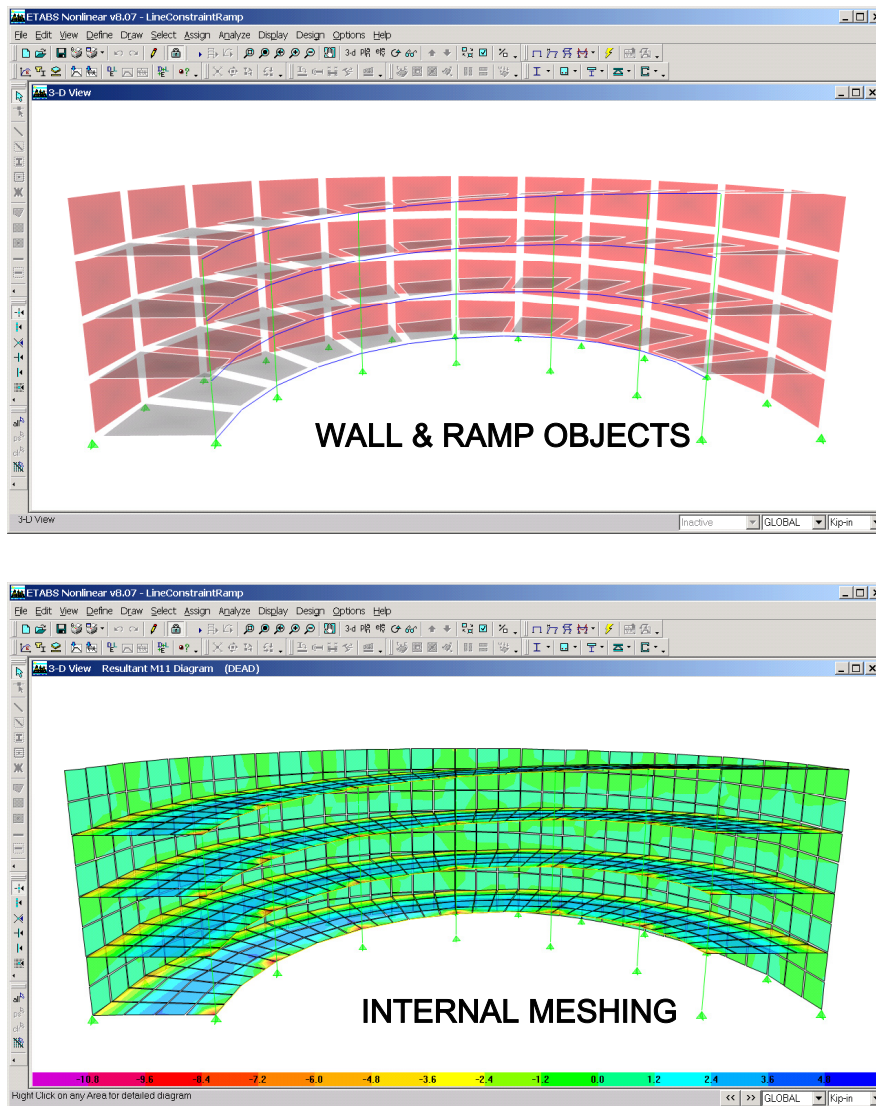 ETABS Nonlinear v8.07 - LineConstraintRamp
File Edit View Define Draw Select Assign Analyze Display Design Options Help
3-d
3-D View
all
WALL & RAMP OBJECTS
3-D View
Inactive GLOBAL Kip-in
ETABS Nonlinear v8.07 - LineConstraintRamp
File Edit View Define Draw Select Assign Analyze Display Design Options Help
3-d
3-D View Resultant M11 Diagram (DEAD)
all
INTERNAL MESHING
-10.8 -9.6 -8.4 -7.2 -6.0 -4.8 -3.6 -2.4 -1.2 0.0 1.2 2.4 3.6 4.8
Right Click on any Area for detailed diagram
<< >> GLOBAL Kip-in